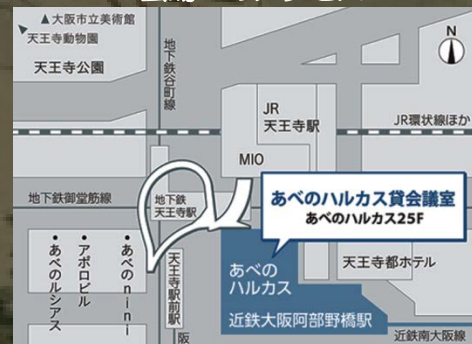 ▲大阪市立美術館
天王寺動物園
天王寺公園
地下鉄谷町線
N
JR
天王寺駅
JR環状線ほか
MIO
地下鉄御堂筋線
地下鉄
天王寺駅
あべのハルカス貸会議室
あべのハルカス25F
・あべのnini
・アポロビル
・あべのルシアス
天王寺駅前駅
あべの
ハルカス
天王寺都ホテル
近鉄大阪阿部野橋駅
近鉄南大阪線
阪